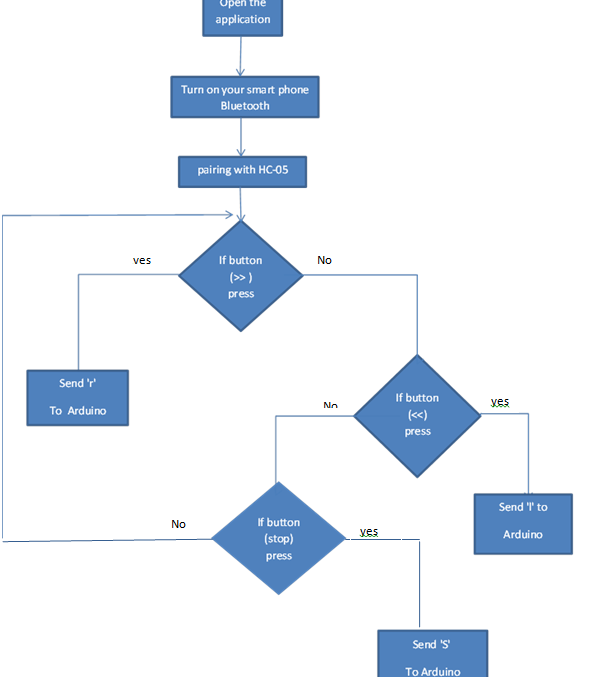 Open the
application
Turn on your smart phone
Bluetooth
pairing with HC-05
If button
(>> )
press
yes
No
Send 'r'
To Arduino
If button
(<<)
press
No
yes
Send 'l' to
Arduino
If button
(stop)
press
No
yes
Send 'S'
To Arduino